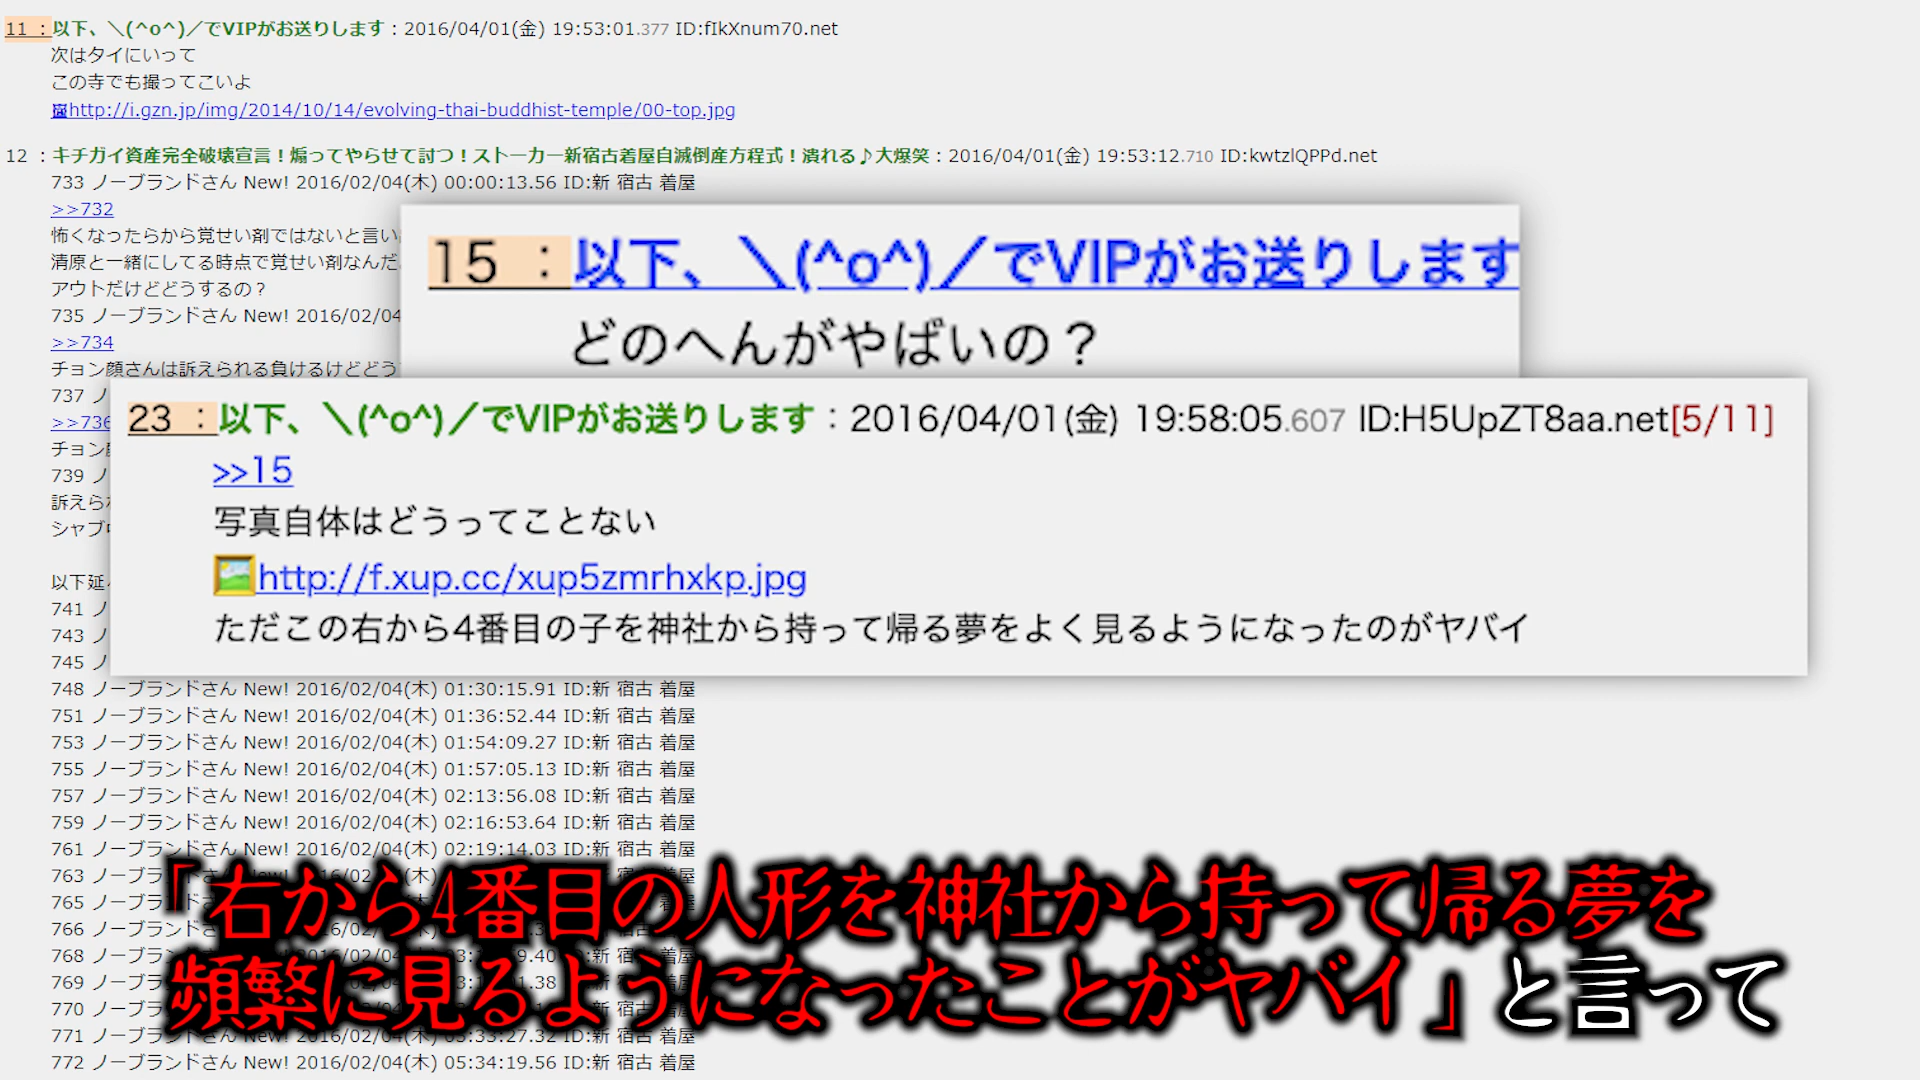 11 ：以下、＼(^o^)／でVIPがお送りします：2016/04/01(金) 19:53:01.377 ID:fIkXnum70.net
次はタイにいって
この寺でも撮ってこいよ
http://i.gzn.jp/img/2014/10/14/evolving-thai-buddhist-temple/00-top.jpg
12 ：キチガイ資産完全破壊宣言！煽ってやらせて討つ！ストーカー新宿古着屋自滅倒産方程式！潰れる♪大爆笑：2016/04/01(金) 19:53:12.710 ID:kwtzlQPPd.net
733 ノーブランドさん New! 2016/02/04(木) 00:00:13.56 ID:新 宿古 着屋
>>732
怖くなったらから覚せい剤ではないと言い
清原と一緒にしてる時点で覚せい剤なんだ
アウトだけどどうするの？
735 ノーブランドさん New! 2016/02/04
>>734
チョン顔さんは訴えられる負けるけどどう
737 ノ
>>736
チョン
739 ノ
訴えら
シャブ
以下延
741 ノ
743 ノ
745 ノ
15 ：以下、＼(^o^)／でVIPがお送りします
どのへんがやばいの？
23 ：以下、＼(^o^)／でVIPがお送りします：2016/04/01(金) 19:58:05.607 ID:H5UpZT8aa.net[5/11]
>>15
写真自体はどうってことない
http://f.xup.cc/xup5zmrhxkp.jpg
ただこの右から4番目の子を神社から持って帰る夢をよく見るようになったのがヤバイ
748 ノーブランドさん New! 2016/02/04(木) 01:30:15.91 ID:新 宿古 着屋
751 ノーブランドさん New! 2016/02/04(木) 01:36:52.44 ID:新 宿古 着屋
753 ノーブランドさん New! 2016/02/04(木) 01:54:09.27 ID:新 宿古 着屋
755 ノーブランドさん New! 2016/02/04(木) 01:57:05.13 ID:新 宿古 着屋
757 ノーブランドさん New! 2016/02/04(木) 02:13:56.08 ID:新 宿古 着屋
759 ノーブランドさん New! 2016/02/04(木) 02:16:53.64 ID:新 宿古 着屋
761 ノーブランドさん New! 2016/02/04(木) 02:19:14.03 ID:新 宿古 着屋
763 ノー
765 ノー
766 ノー
768 ノー
769 ノー
770 ノー
771 ノーブランドさん New! 2016/02/04(木) 05:33:27.32 ID:新 宿古 着屋
772 ノーブランドさん New! 2016/02/04(木) 05:34:19.56 ID:新 宿古 着屋
「右から4番目の人形を神社から持って帰る夢を
頻繁に見るようになったことがヤバイ」と言って